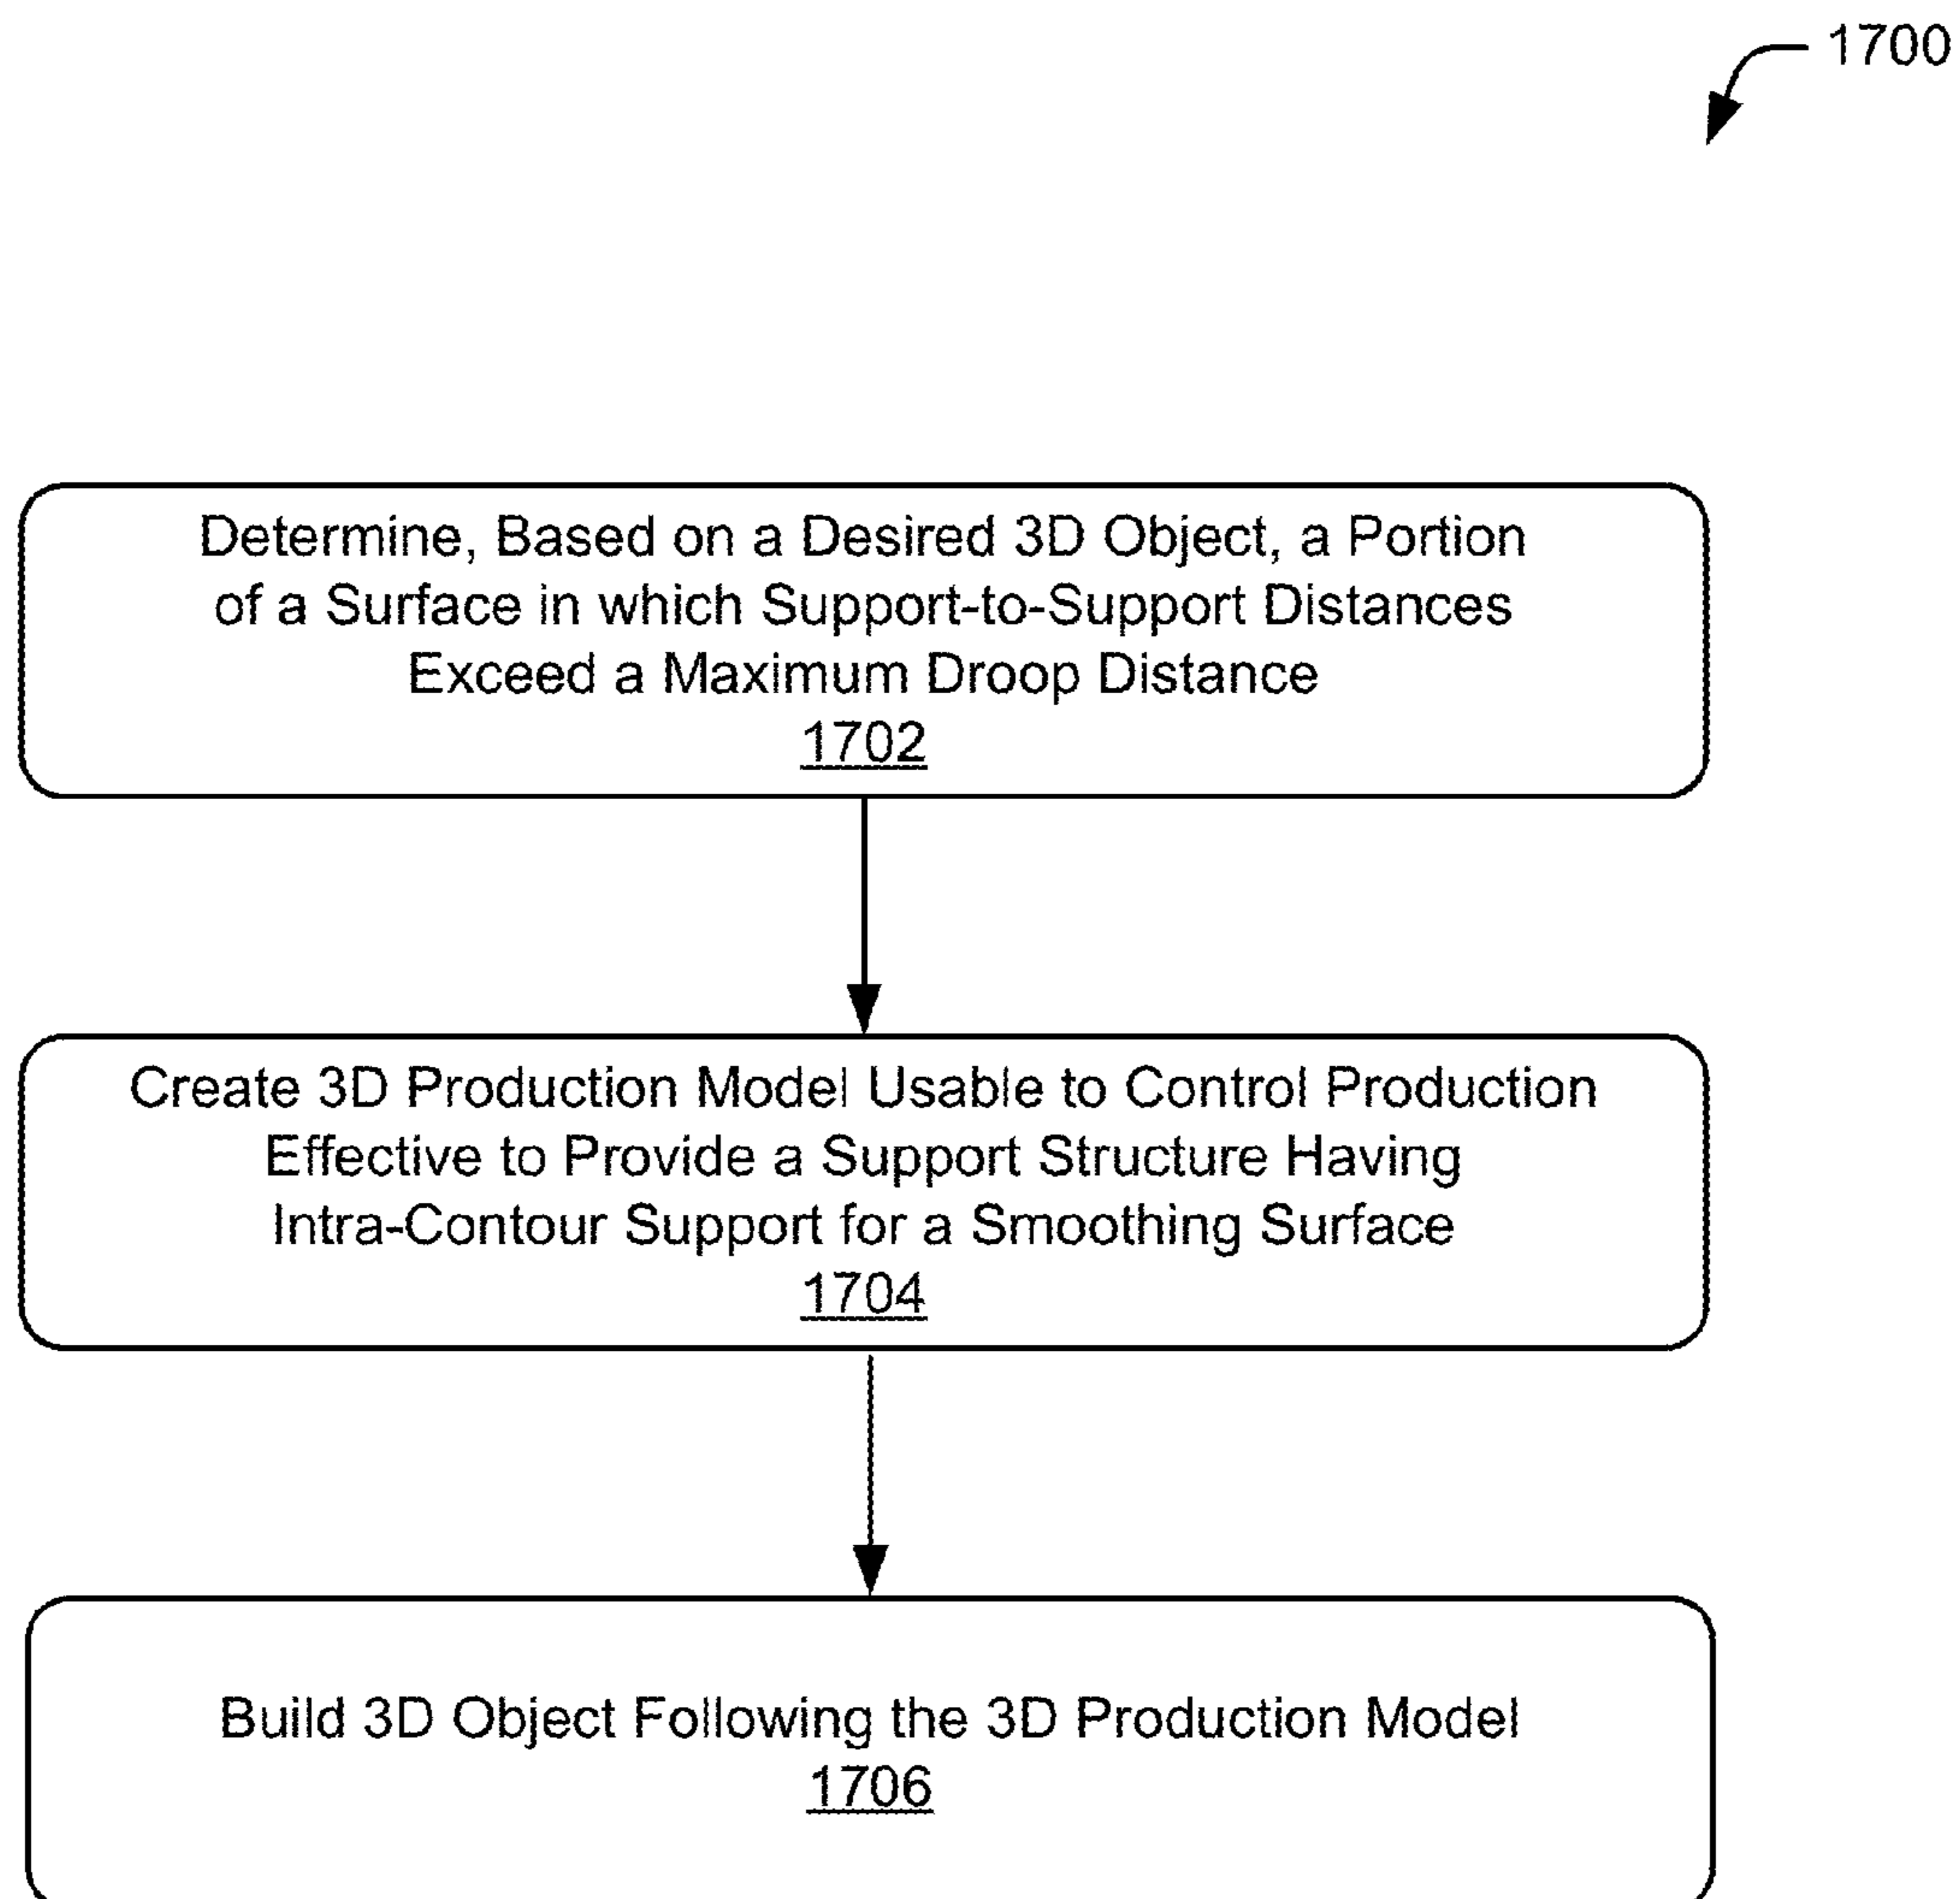 1700
Determine, Based on a Desired 3D Object, a Portion
of a Surface in which Support-to-Support Distances
Exceed a Maximum Droop Distance
1702
Create 3D Production Model Usable to Control Production
Effective to Provide a Support Structure Having
Intra-Contour Support for a Smoothing Surface
1704
Build 3D Object Following the 3D Production Model
1706